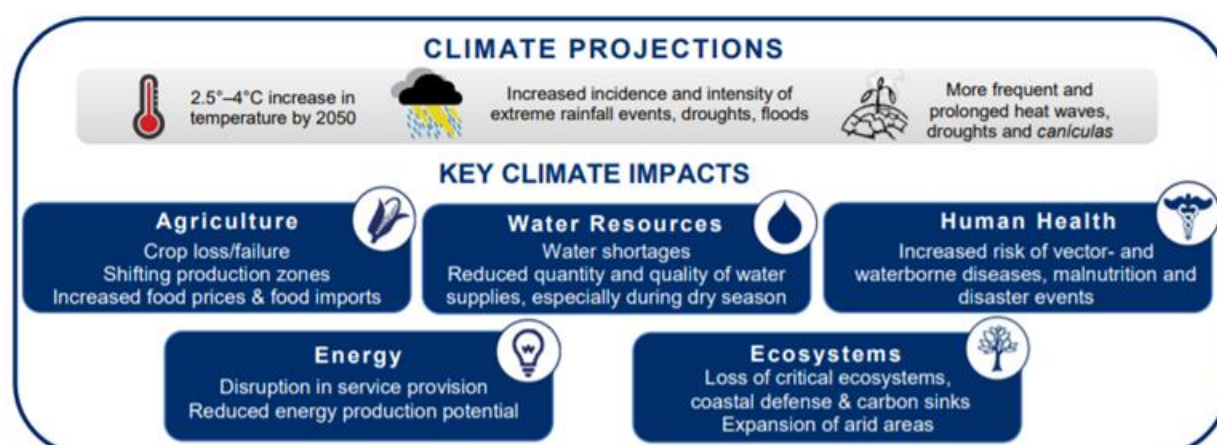 CLIMATE PROJECTIONS
2.5°–4°C increase in
temperature by 2050
Increased incidence and intensity of
extreme rainfall events, droughts, floods
More frequent and
prolonged heat waves,
droughts and canículas
KEY CLIMATE IMPACTS
Agriculture
Crop loss/failure
Shifting production zones
Increased food prices & food imports
Water Resources
Water shortages
Reduced quantity and quality of water
supplies, especially during dry season
Human Health
Increased risk of vector- and
waterborne diseases, malnutrition and
disaster events
Energy
Disruption in service provision
Reduced energy production potential
Ecosystems
Loss of critical ecosystems,
coastal defense & carbon sinks
Expansion of arid areas